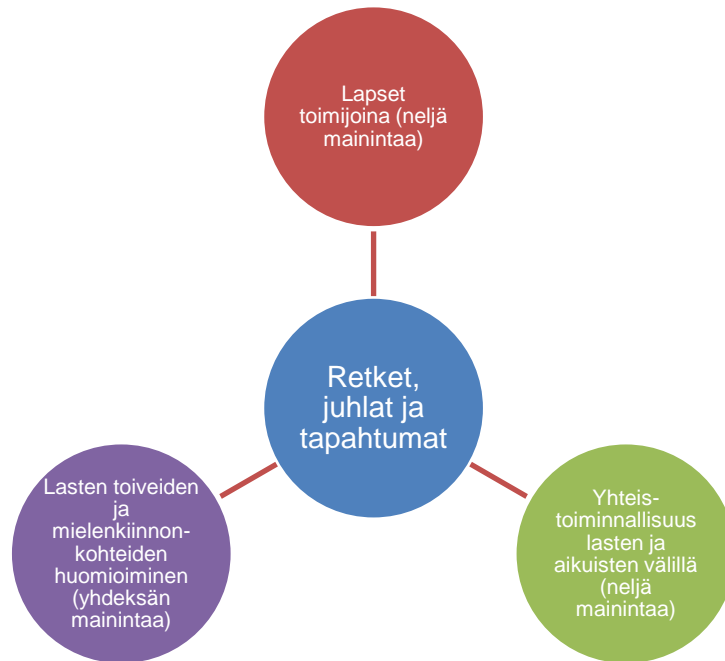 Lapset
toimijoina (neljä
mainintaa)
Retket,
juhlat ja
tapahtumat
Lasten toiveiden
ja
mielenkiinnon-
kohteiden
huomioiminen
(yhdeksän
mainintaa)
Yhteis-
toiminnallisuus
lasten ja
aikuisten välillä
(neljä
mainintaa)